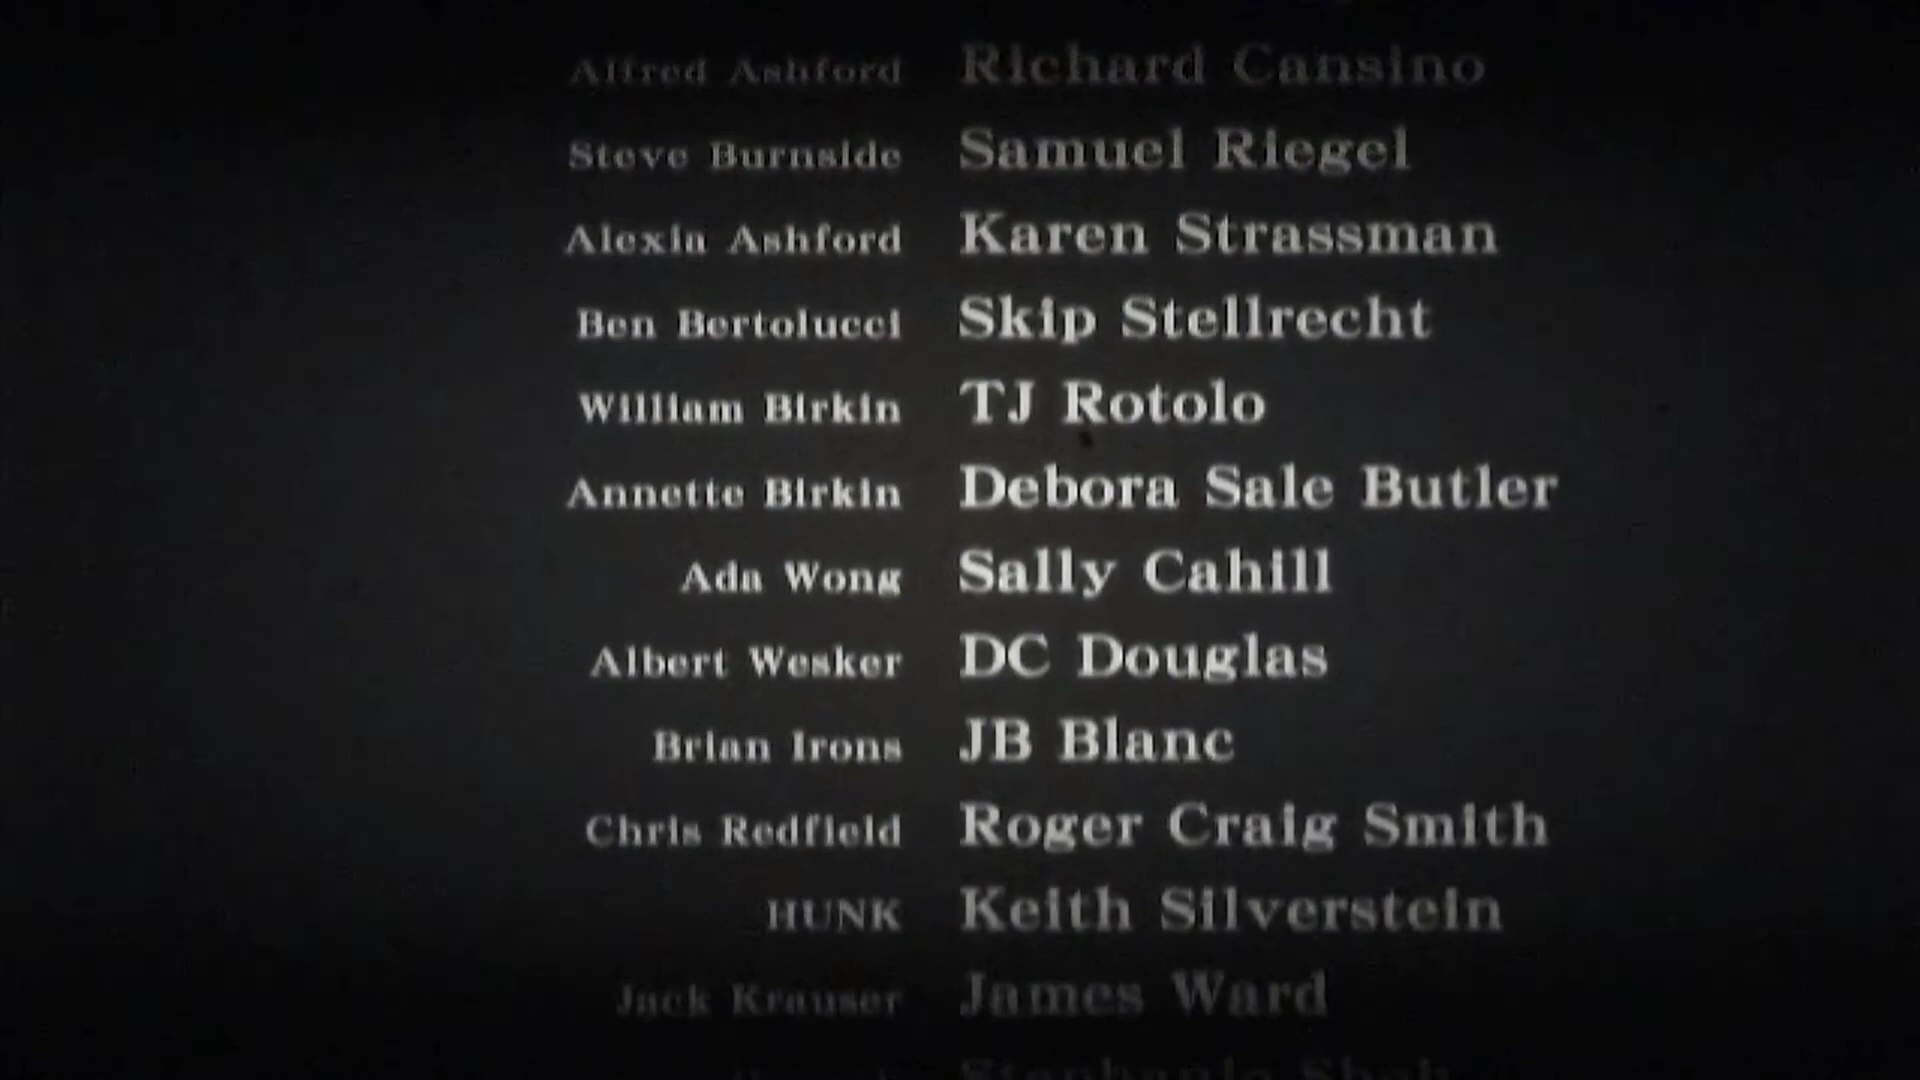 Alfred Ashford Richard Cansino
Steve Burnside Samuel Riegel
Alexia Ashford Karen Strassman
Ben Bertolucci Skip Stellrecht
William Birkin TJ Rotolo
Annette Birkin Debora Sale Butler
Ada Wong Sally Cahill
Albert Wesker DC Douglas
Brian Irons JB Blanc
Chris Redfield Roger Craig Smith
HUNK Keith Silverstein
Jack Krauser James Ward
Stephanie Sheh